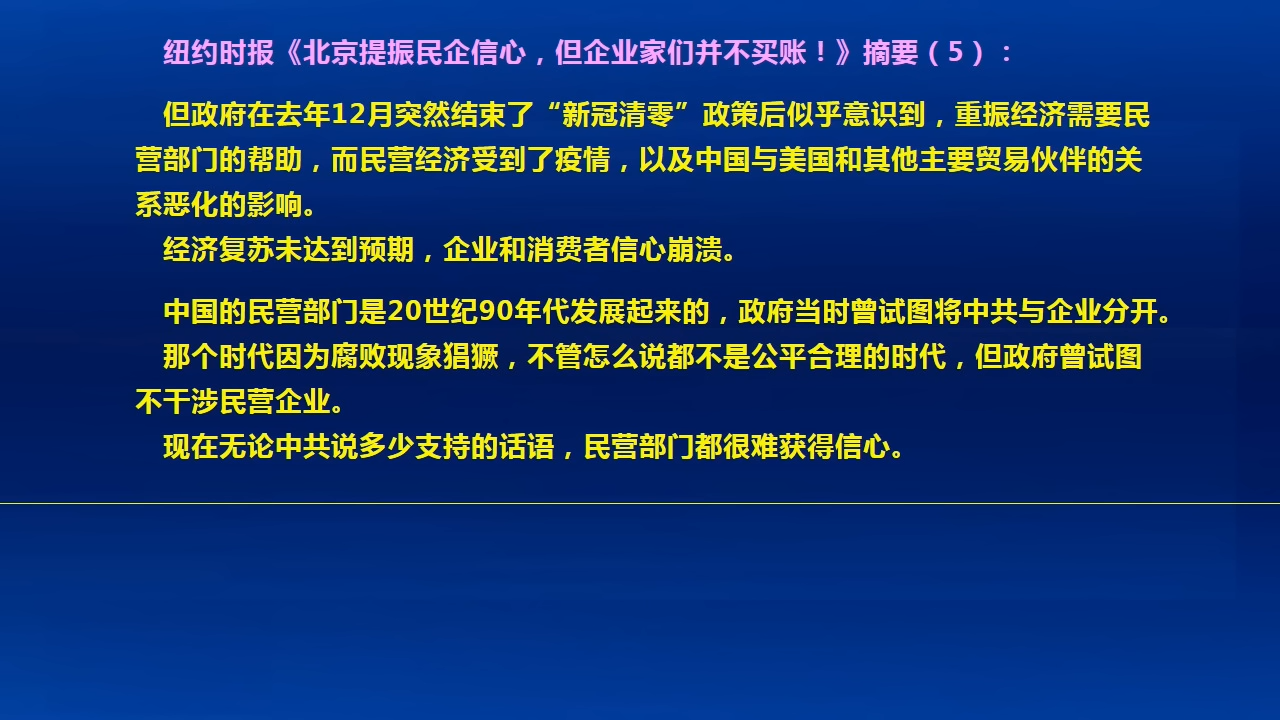 纽约时报《北京提振民企信心，但企业家们并不买账！》摘要（5）：
但政府在去年12月突然结束了“新冠清零”政策后似乎意识到，重振经济需要民
营部门的帮助，而民营经济受到了疫情，以及中国与美国和其他主要贸易伙伴的关
系恶化的影响。
经济复苏未达到预期，企业和消费者信心崩溃。
中国的民营部门是20世纪90年代发展起来的，政府当时曾试图将中共与企业分开。
那个时代因为腐败现象猖獗，不管怎么说都不是公平合理的时代，但政府曾试图
不干涉民营企业。
现在无论中共说多少支持的话语，民营部门都很难获得信心。